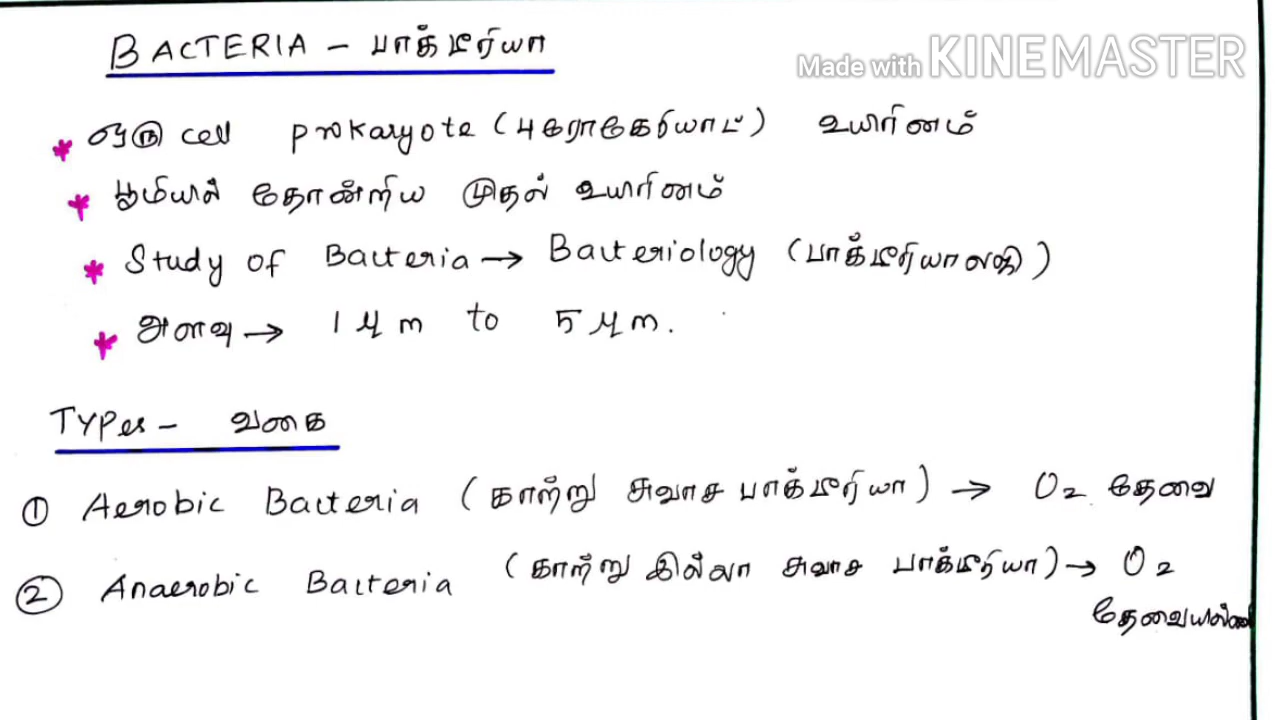 BACTERIA - பாக்டீரியா
Made with KINEMASTER
* ஒரு cell prokaryote (புகராகேரியாட்) உயிரினம்
* பூமியில் தோன்றிய முதல் உயிரினம்
* Study of Bacteria → Bacteriology (பாக்டீரியாலஜி)
* அளவு → 1 μm to 5 μm.
Types - வகை
① Aerobic Bacteria (காற்று சுவாச பாக்டீரியா) → O₂ தேவை
② Anaerobic Bacteria (காற்று இல்லா சுவாச பாக்டீரியா) → O₂